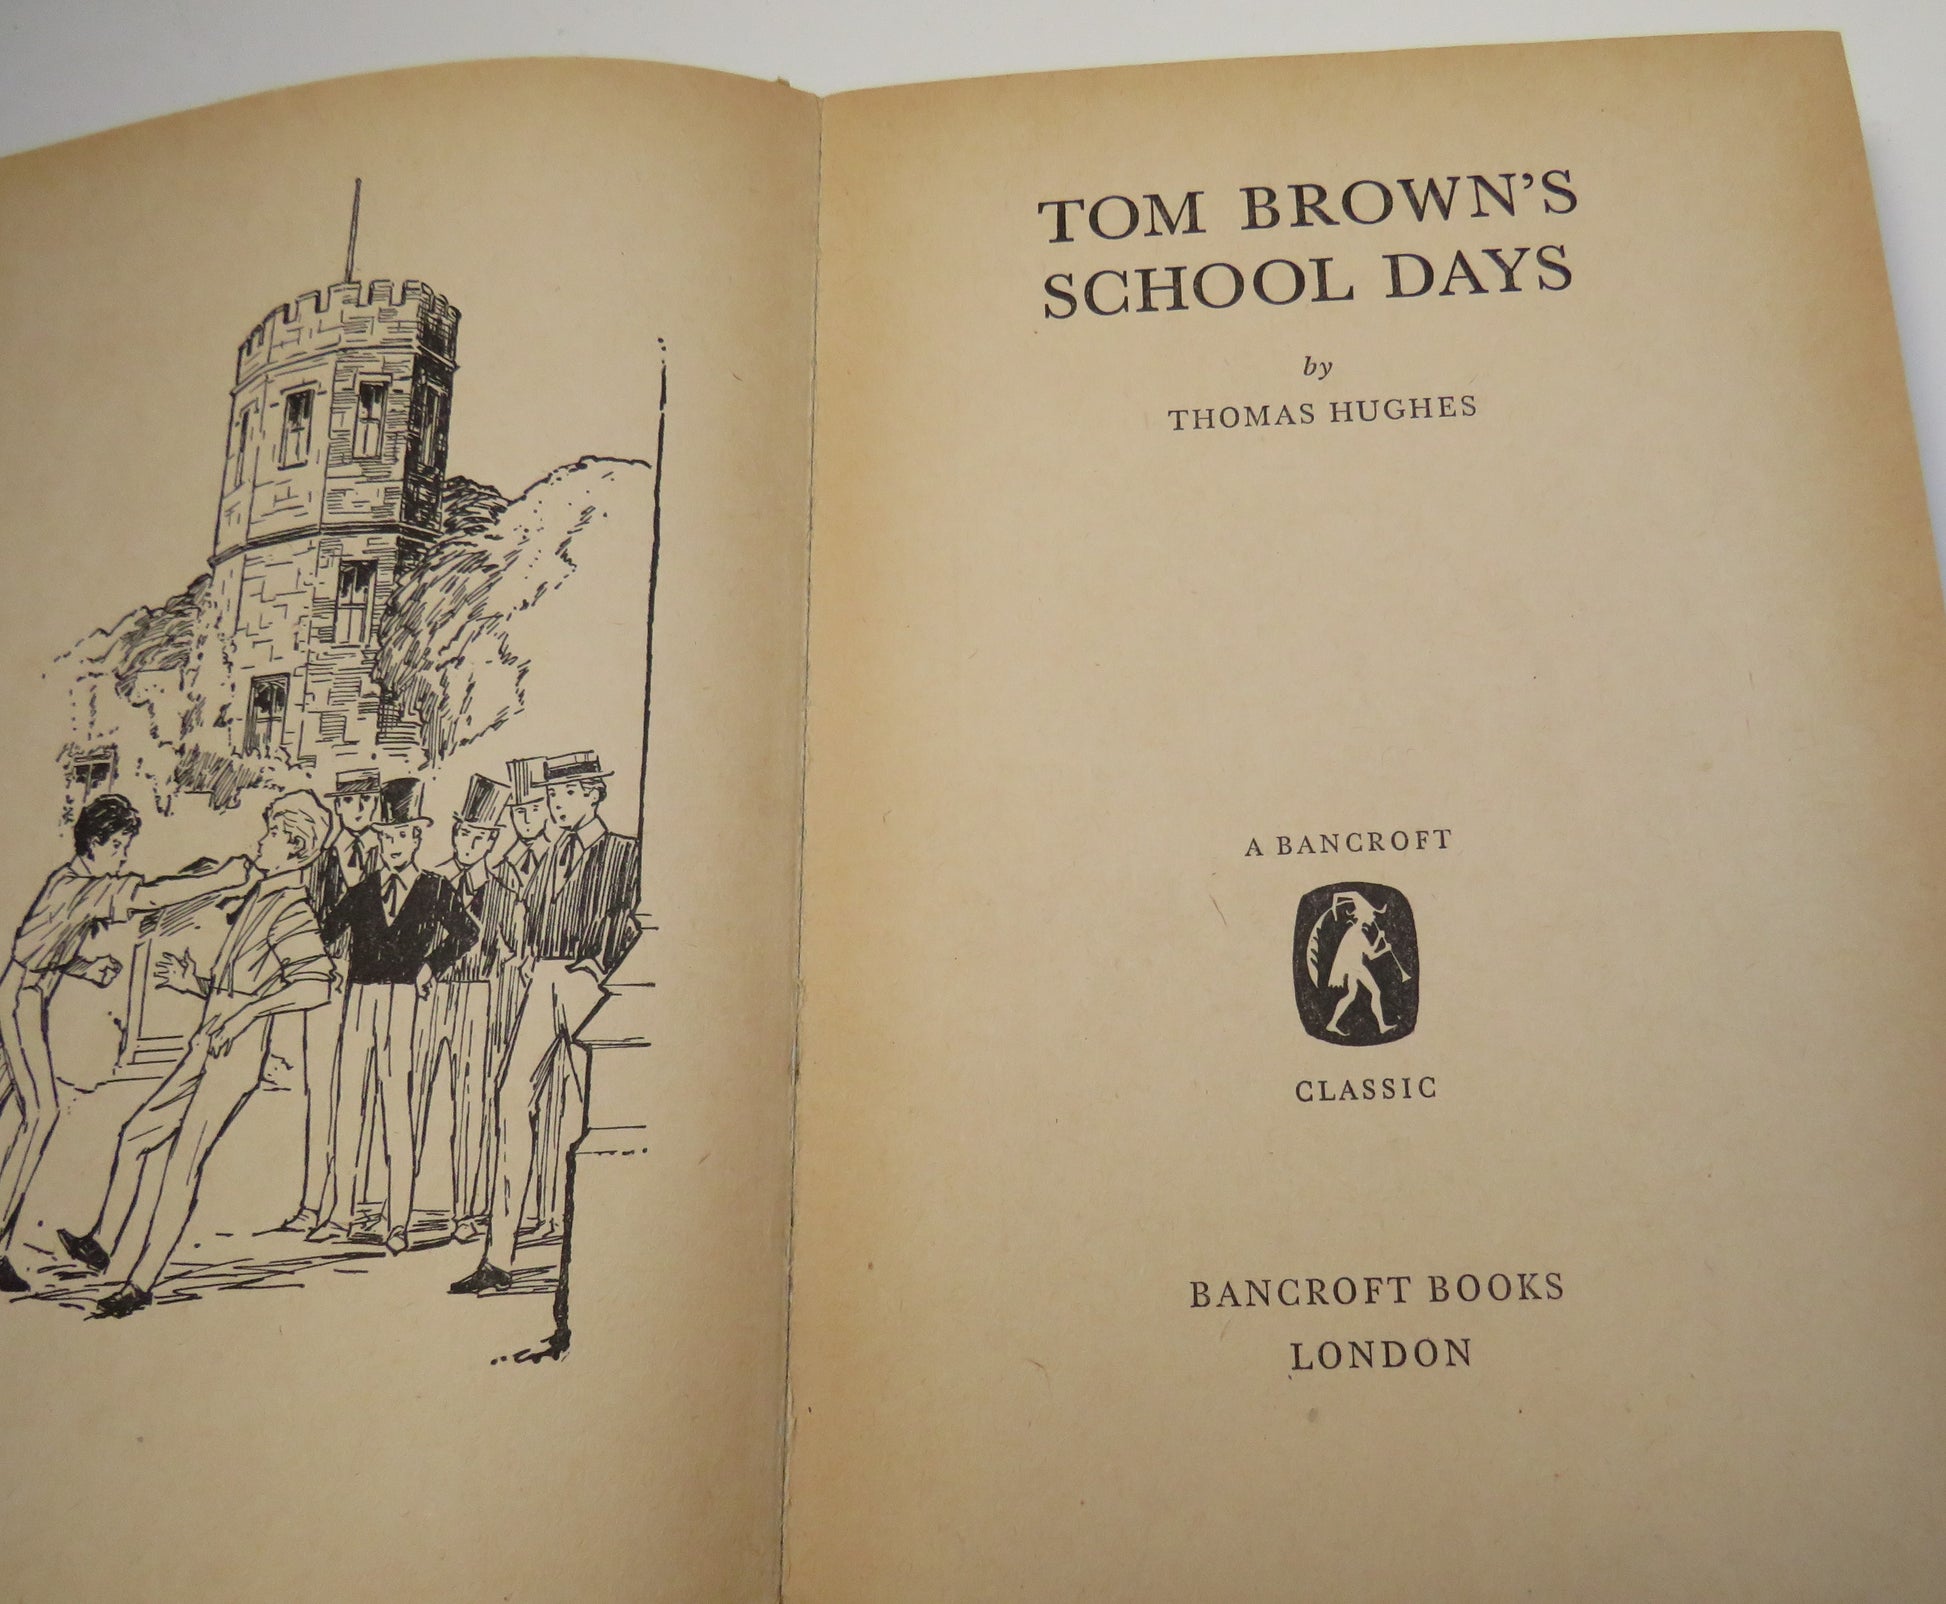 TOM BROWN'S
SCHOOL DAYS
by
THOMAS HUGHES
A BANCROFT
CLASSIC
BANCROFT BOOKS
LONDON